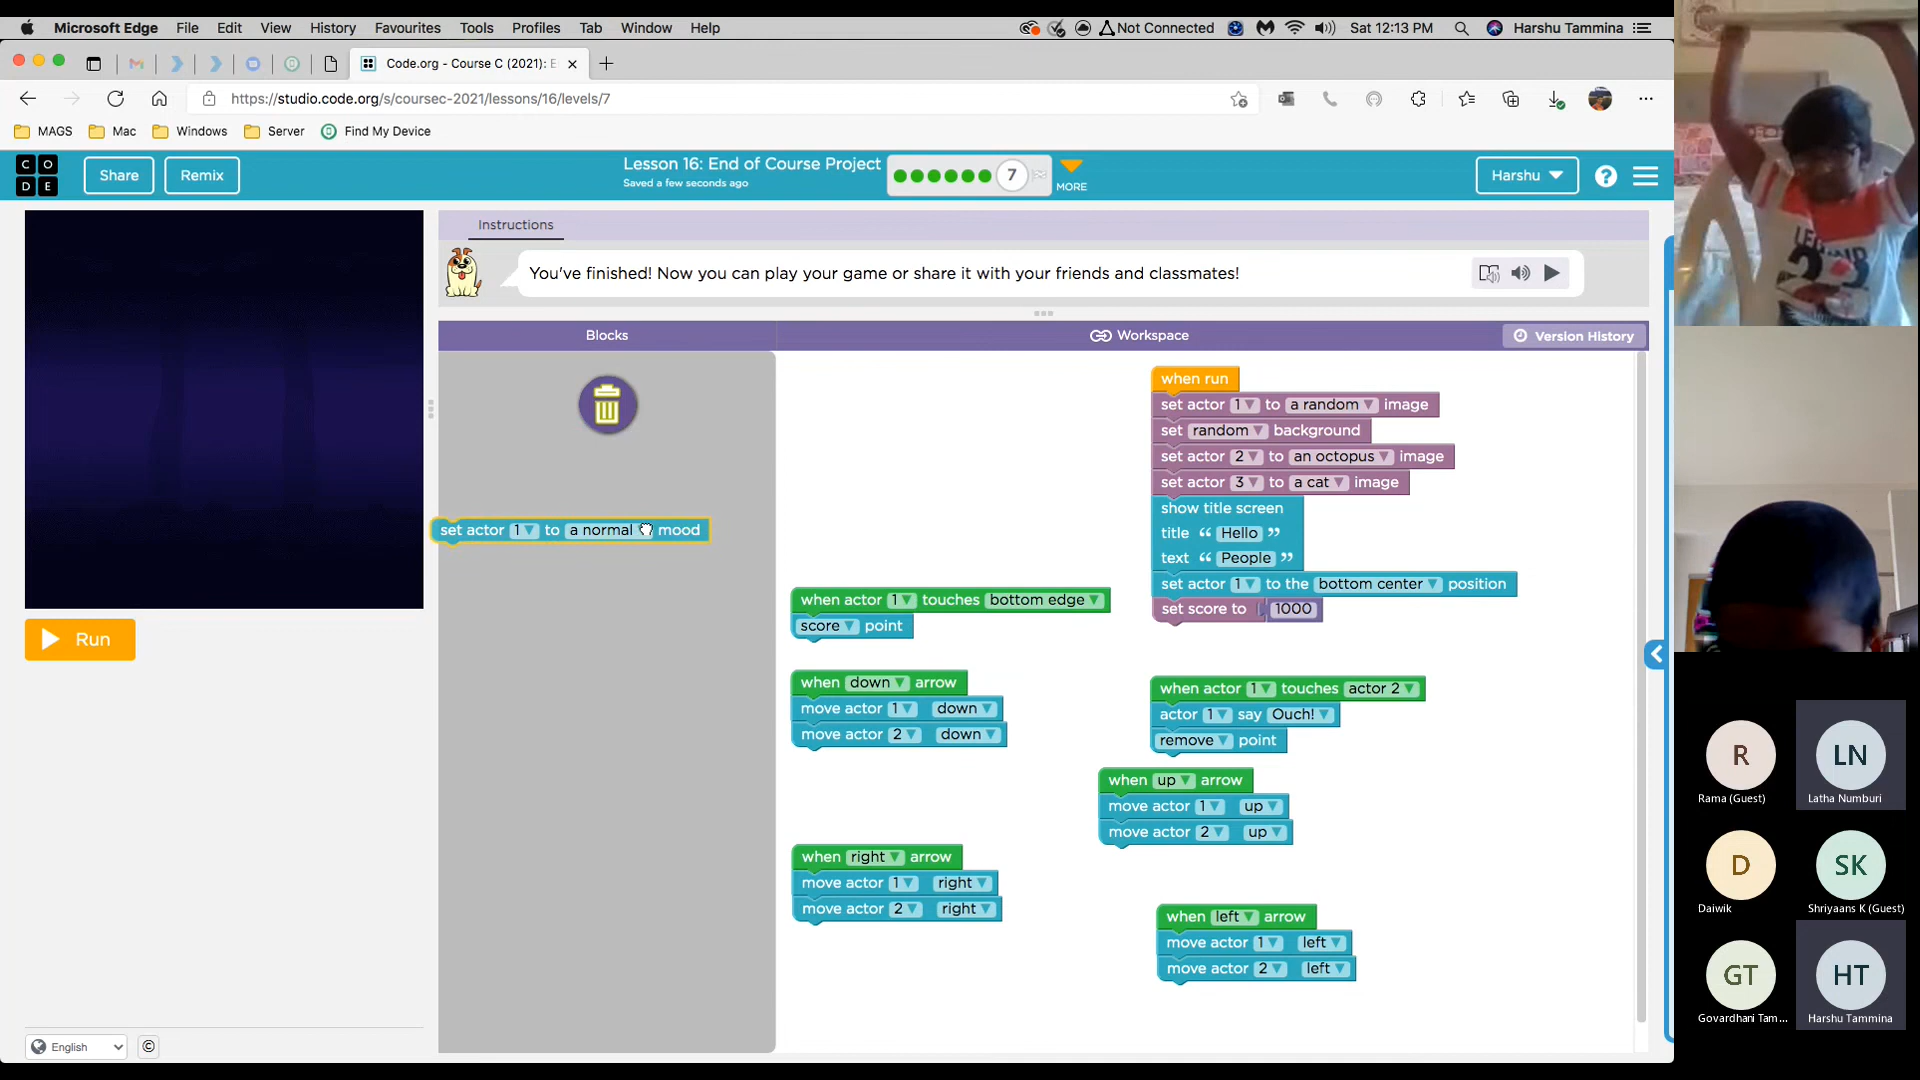 Microsoft Edge File Edit View History Favourites Tools Profiles Tab Window Help Not Connected Sat 12:13 PM Harshu Tammina
Code.org - Course C (2021): E
https://studio.code.org/s/coursec-2021/lessons/16/levels/7
MAGS Mac Windows Server Find My Device
C O D E
Share
Remix
Lesson 16: End of Course Project
Saved a few seconds ago
7
MORE
Harshu
?
Instructions
You've finished! Now you can play your game or share it with your friends and classmates!
Blocks
Workspace
Version History
set actor 1 to a normal mood
when run
set actor 1 to a random image
set random background
set actor 2 to an octopus image
set actor 3 to a cat image
show title screen
title “ Hello ”
text “ People ”
set actor 1 to the bottom center position
set score to 1000
when actor 1 touches bottom edge
score point
when down arrow
move actor 1 down
move actor 2 down
when actor 1 touches actor 2
actor 1 say Ouch!
remove point
when up arrow
move actor 1 up
move actor 2 up
when right arrow
move actor 1 right
move actor 2 right
when left arrow
move actor 1 left
move actor 2 left
Run
English
©
R
Rama (Guest)
LN
Latha Numburi
D
Daiwik
SK
Shriyaans K (Guest)
GT
Govardhani Tam...
HT
Harshu Tammina